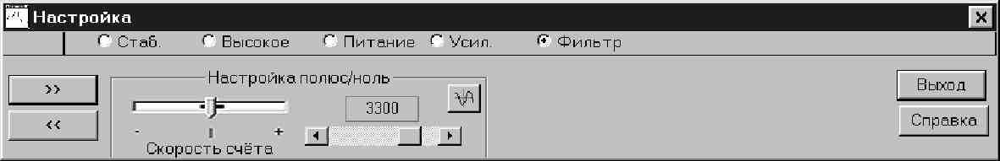 Настройка
Стаб. Высокое Питание Усил. Фильтр
>>
<<
Настройка полюс/ноль
3300
- +
Скорость счёта
Выход
Справка